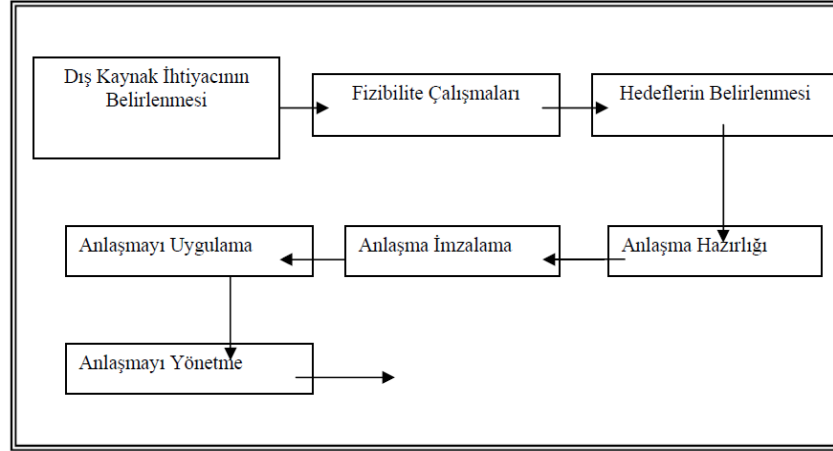 Dış Kaynak İhtiyacının
Belirlenmesi
Fizibilite Çalışmaları
Hedeflerin Belirlenmesi
Anlaşma Hazırlığı
Anlaşma İmzalama
Anlaşmayı Uygulama
Anlaşmayı Yönetme